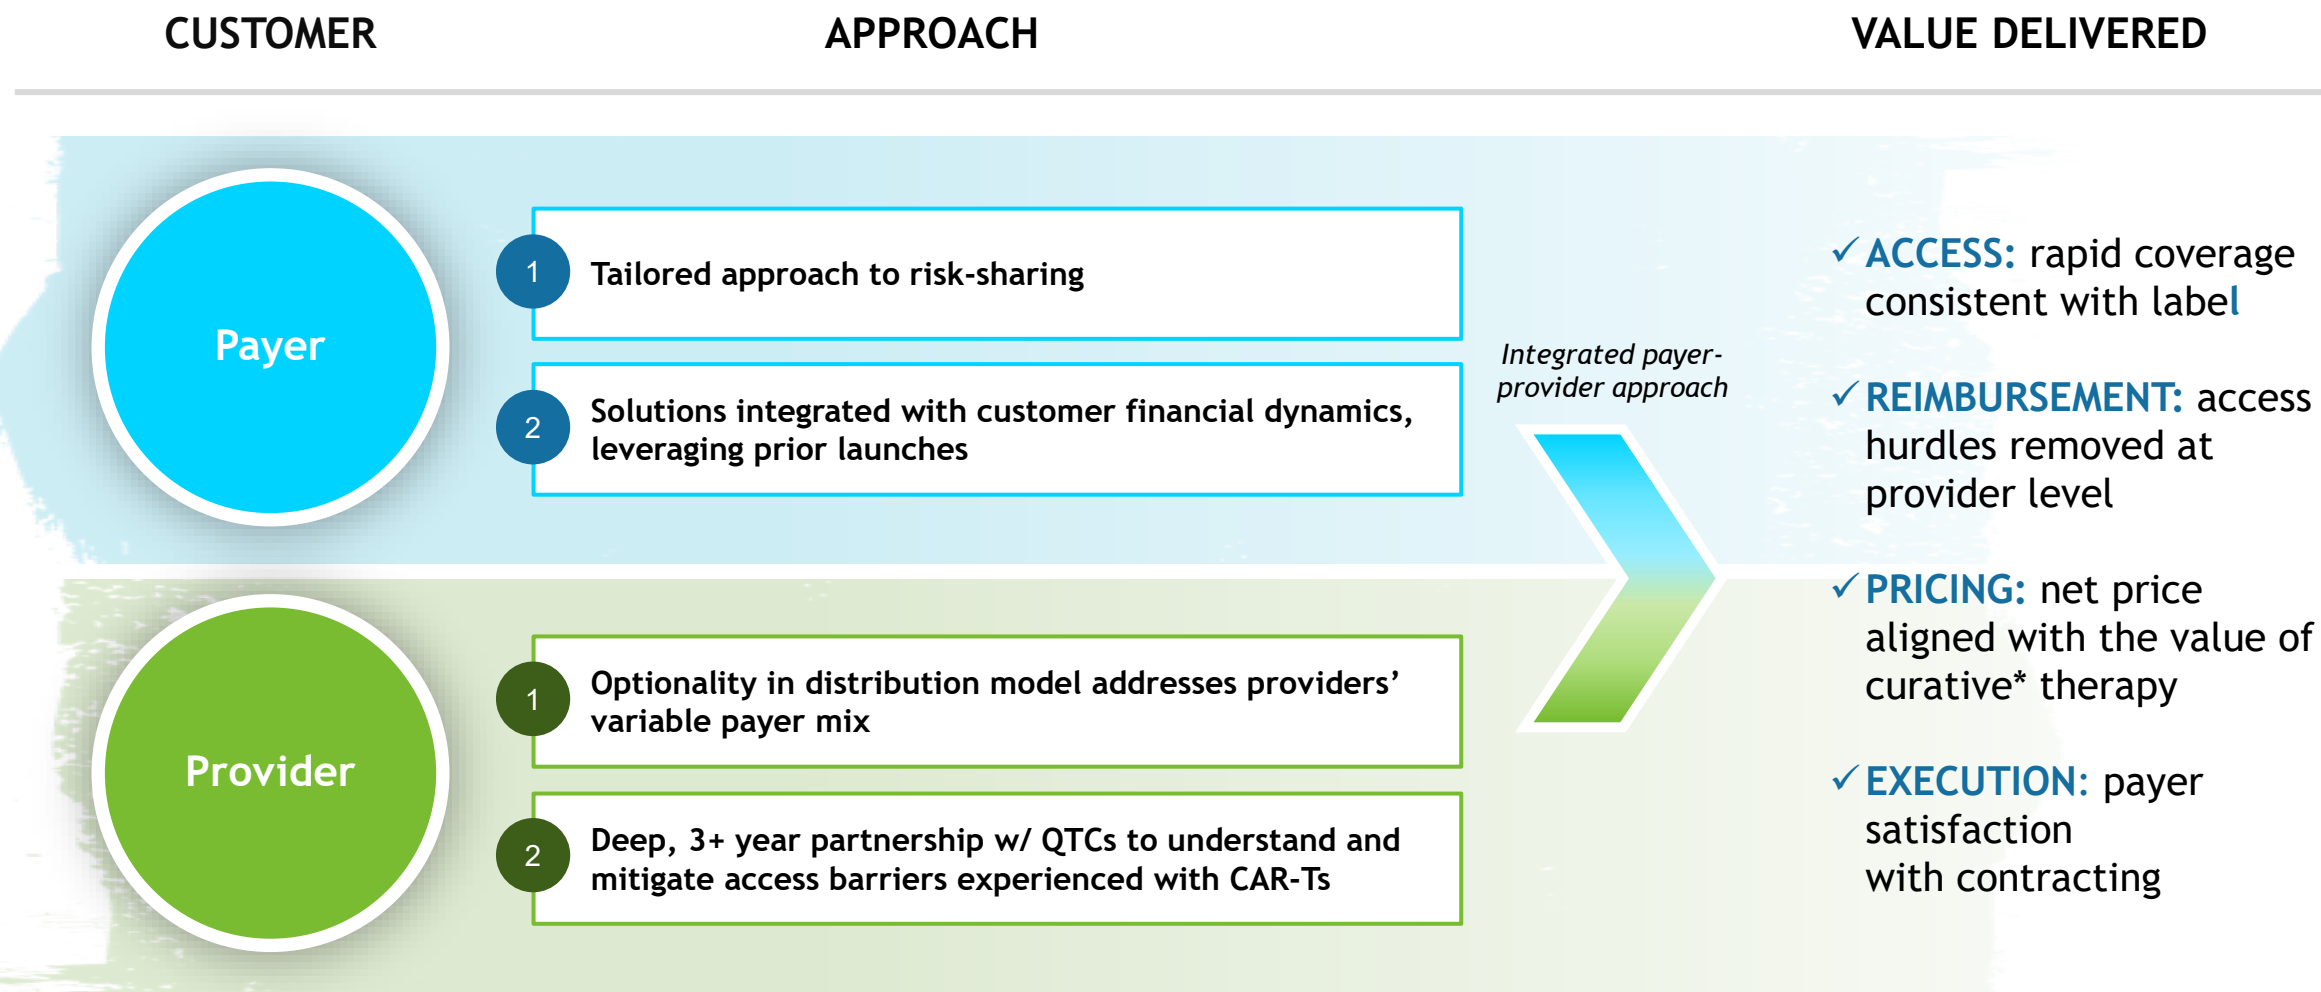 CUSTOMER
APPROACH
VALUE DELIVERED
Payer
1
Tailored approach to risk-sharing
2
Solutions integrated with customer financial dynamics,
leveraging prior launches
Provider
1
Optionality in distribution model addresses providers’
variable payer mix
2
Deep, 3+ year partnership w/ QTCs to understand and
mitigate access barriers experienced with CAR-Ts
Integrated payer-
provider approach
✓ ACCESS: rapid coverage
consistent with label
✓ REIMBURSEMENT: access
hurdles removed at
provider level
✓ PRICING: net price
aligned with the value of
curative* therapy
✓ EXECUTION: payer
satisfaction
with contracting